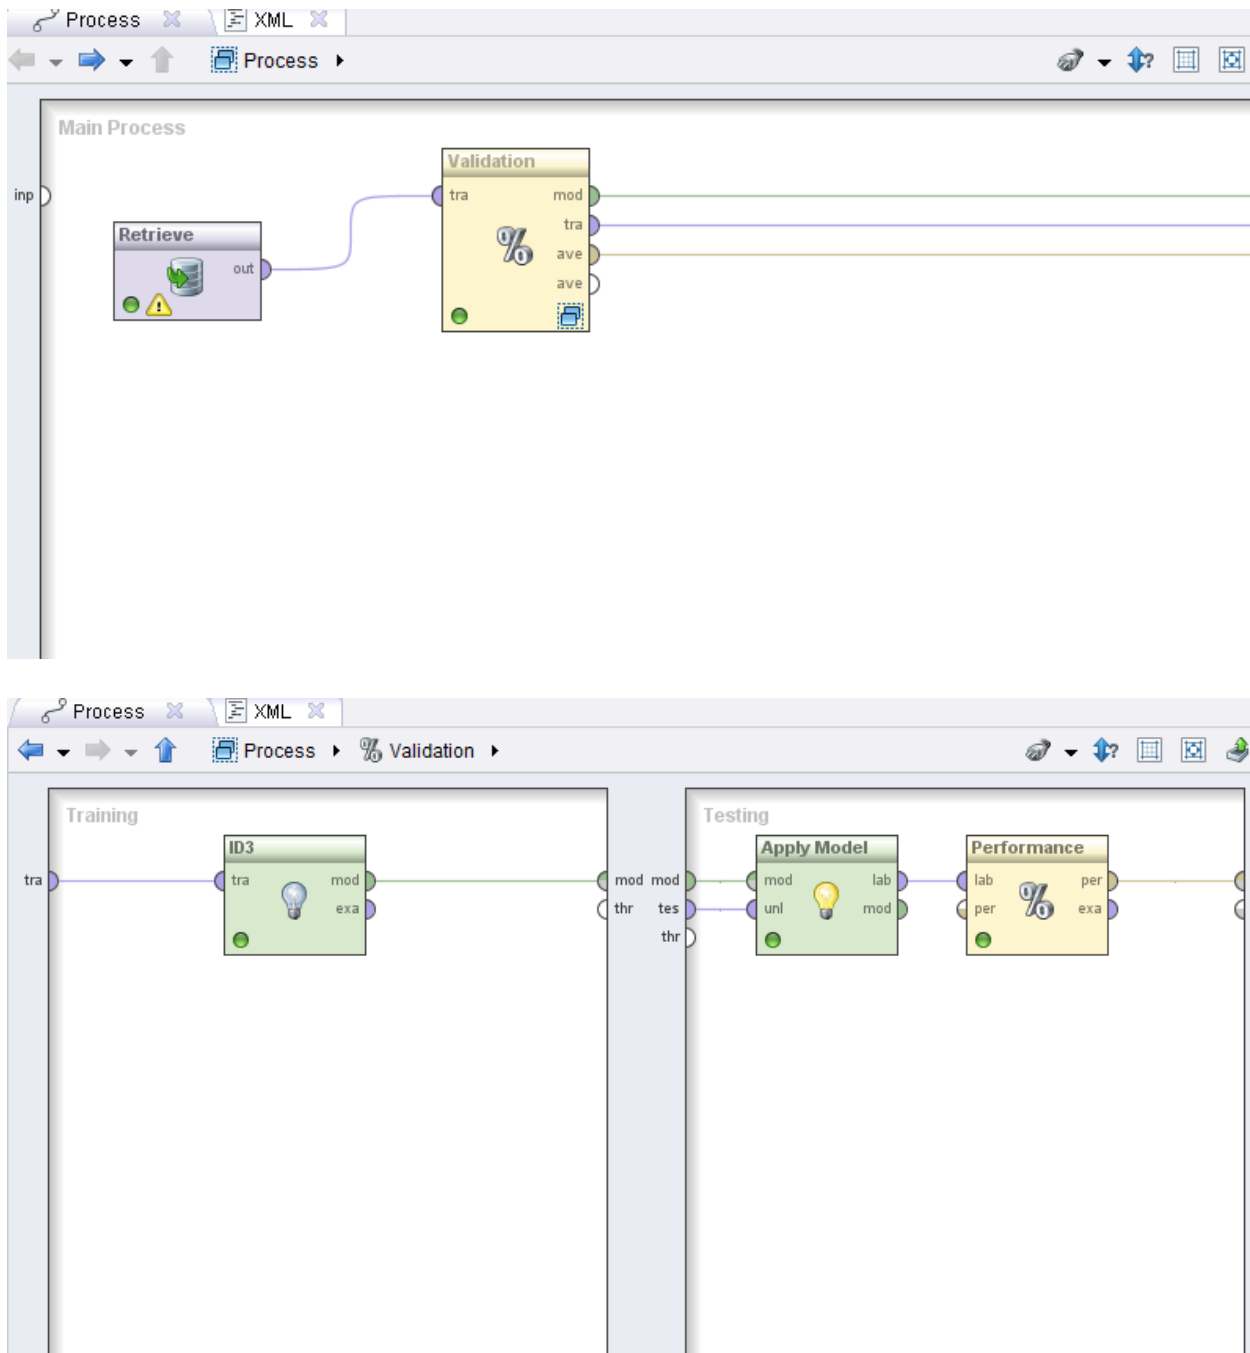 Process XML
Process
Main Process
inp
Retrieve
out
Validation
tra mod
tra
ave
ave
Process XML
Process Validation
Training
tra
ID3
tra mod
exa
mod
thr
Testing
mod
tes
thr
Apply Model
mod lab
unl mod
Performance
lab per
per exa